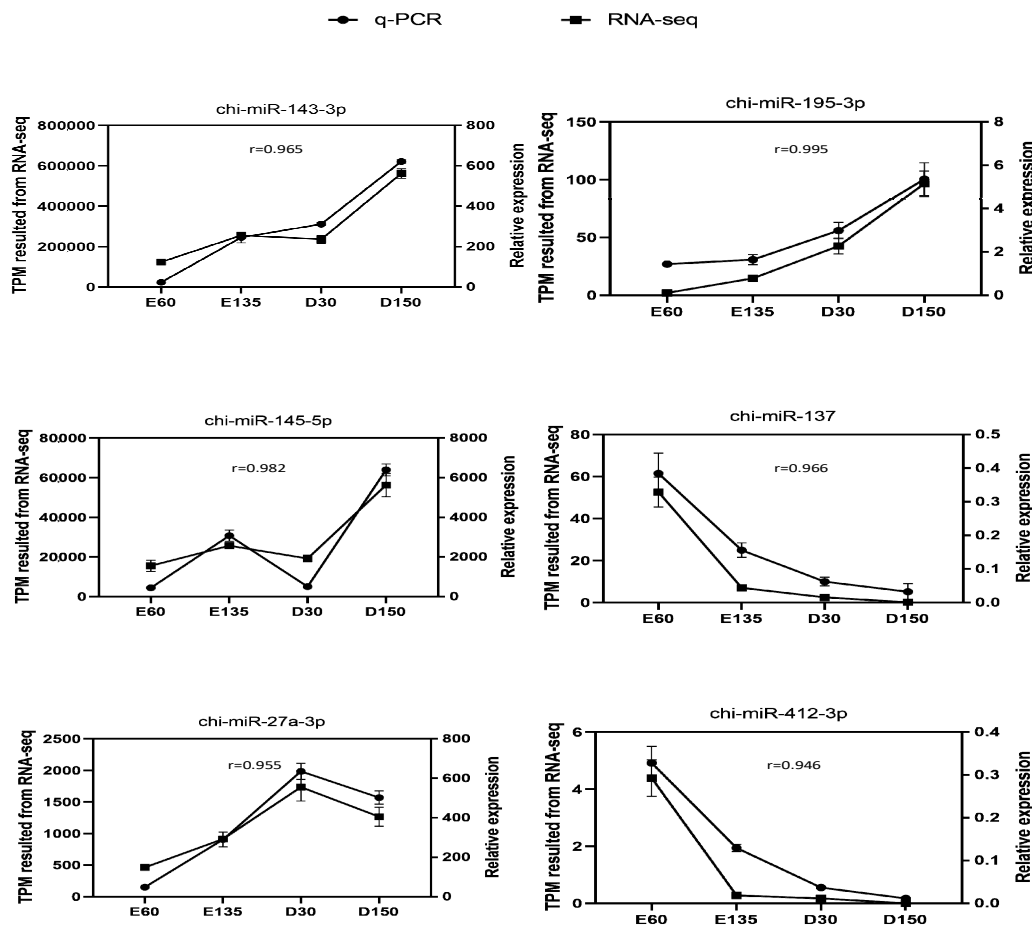 q-PCR RNA-seq
chi-miR-143-3p
TPM resulted from RNA-seq
800000
600000
400000
200000
0
r=0.965
800
600
400
200
0
Relative expression
E60 E135 D30 D150
chi-miR-195-3p
TPM resulted from RNA-seq
150
100
50
0
r=0.995
8
6
4
2
0
Relative expression
E60 E135 D30 D150
chi-miR-145-5p
TPM resulted from RNA-seq
80000
60000
40000
20000
0
r=0.982
8000
6000
4000
2000
0
Relative expression
E60 E135 D30 D150
chi-miR-137
TPM resulted from RNA-seq
80
60
40
20
0
r=0.966
0.5
0.4
0.3
0.2
0.1
0.0
Relative expression
E60 E135 D30 D150
chi-miR-27a-3p
TPM resulted from RNA-seq
2500
2000
1500
1000
500
0
r=0.955
800
600
400
200
0
Relative expression
E60 E135 D30 D150
chi-miR-412-3p
TPM resulted from RNA-seq
6
4
2
0
r=0.946
0.4
0.3
0.2
0.1
0.0
Relative expression
E60 E135 D30 D150